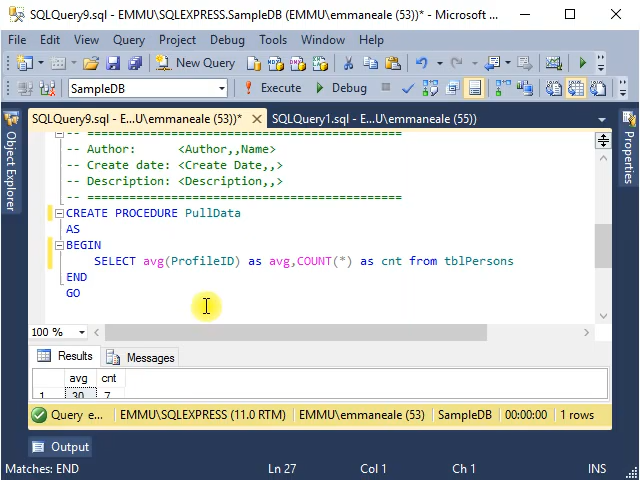 SQLQuery9.sql - EMMU\SQLEXPRESS.SampleDB (EMMU\emmaneale (53))* - Microsoft ...
File Edit View Query Project Debug Tools Window Help
New Query
SampleDB Execute Debug
SQLQuery9.sql - E...U\emmaneale (53))* SQLQuery1.sql - E...U\emmaneale (55))
Object Explorer
Properties
-- =============================================
-- Author: <Author,,Name>
-- Create date: <Create Date,,>
-- Description: <Description,,>
-- =============================================
CREATE PROCEDURE PullData
AS
BEGIN
SELECT avg(ProfileID) as avg,COUNT(*) as cnt from tblPersons
END
GO
100 %
Results Messages
avg cnt
1 30 7
Query e... EMMU\SQLEXPRESS (11.0 RTM) EMMU\emmaneale (53) SampleDB 00:00:00 1 rows
Output
Matches: END Ln 27 Col 1 Ch 1 INS